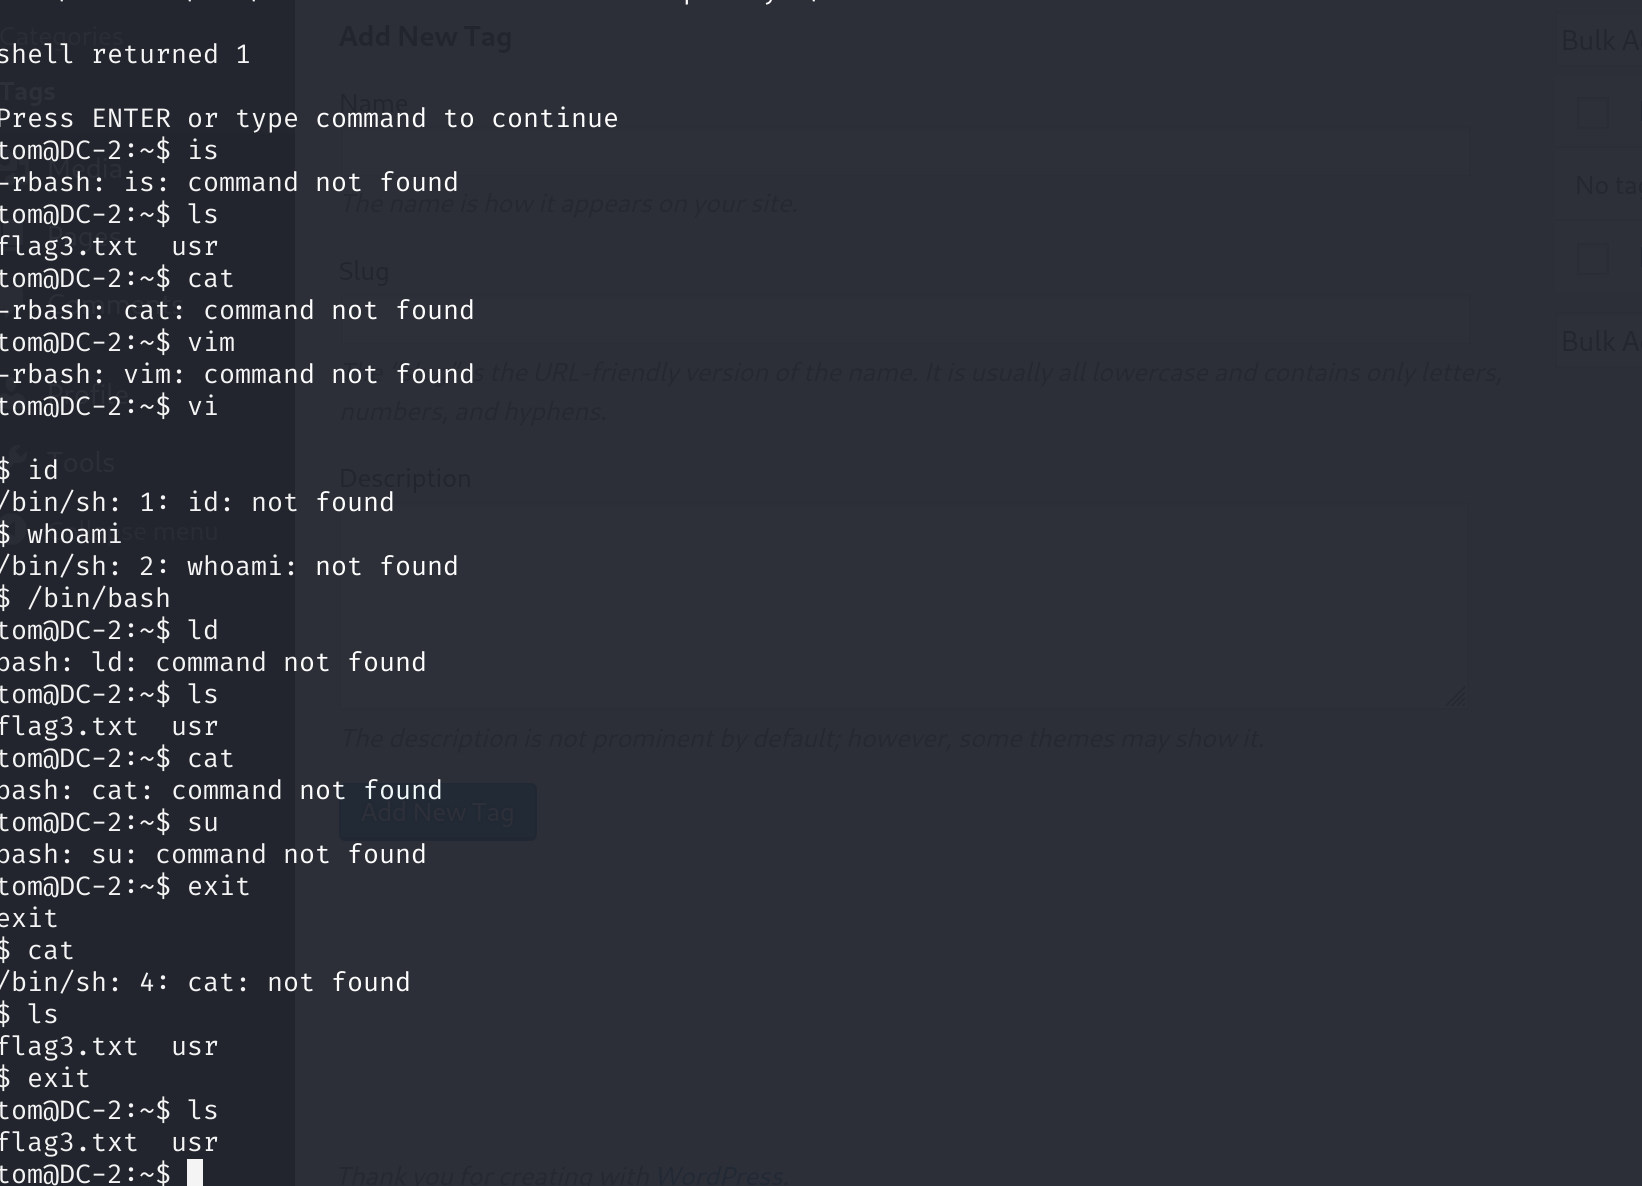 Categories
Add New Tag
Bulk A
shell returned 1
Tags
Name
Press ENTER or type command to continue
tom@DC-2:~$ is
Media
-rbash: is: command not found
The name is how it appears on your site.
No ta
tom@DC-2:~$ ls
Pages
flag3.txt  usr
Slug
tom@DC-2:~$ cat
Comments
-rbash: cat: command not found
tom@DC-2:~$ vim
Bulk A
-rbash: vim: command not found
s the URL-friendly version of the name. It is usually all lowercase and contains only letters,
numbers, and hyphens.
Profile
tom@DC-2:~$ vi
Tools
$ id
Description
/bin/sh: 1: id: not found
$ whoami
menu
/bin/sh: 2: whoami: not found
$ /bin/bash
tom@DC-2:~$ ld
bash: ld: command not found
tom@DC-2:~$ ls
flag3.txt  usr
The description is not prominent by default; however, some themes may show it.
tom@DC-2:~$ cat
bash: cat: command not found
Add New Tag
tom@DC-2:~$ su
bash: su: command not found
tom@DC-2:~$ exit
exit
$ cat
/bin/sh: 4: cat: not found
$ ls
flag3.txt  usr
$ exit
tom@DC-2:~$ ls
flag3.txt  usr
tom@DC-2:~$
Thank you for creating with WordPress.